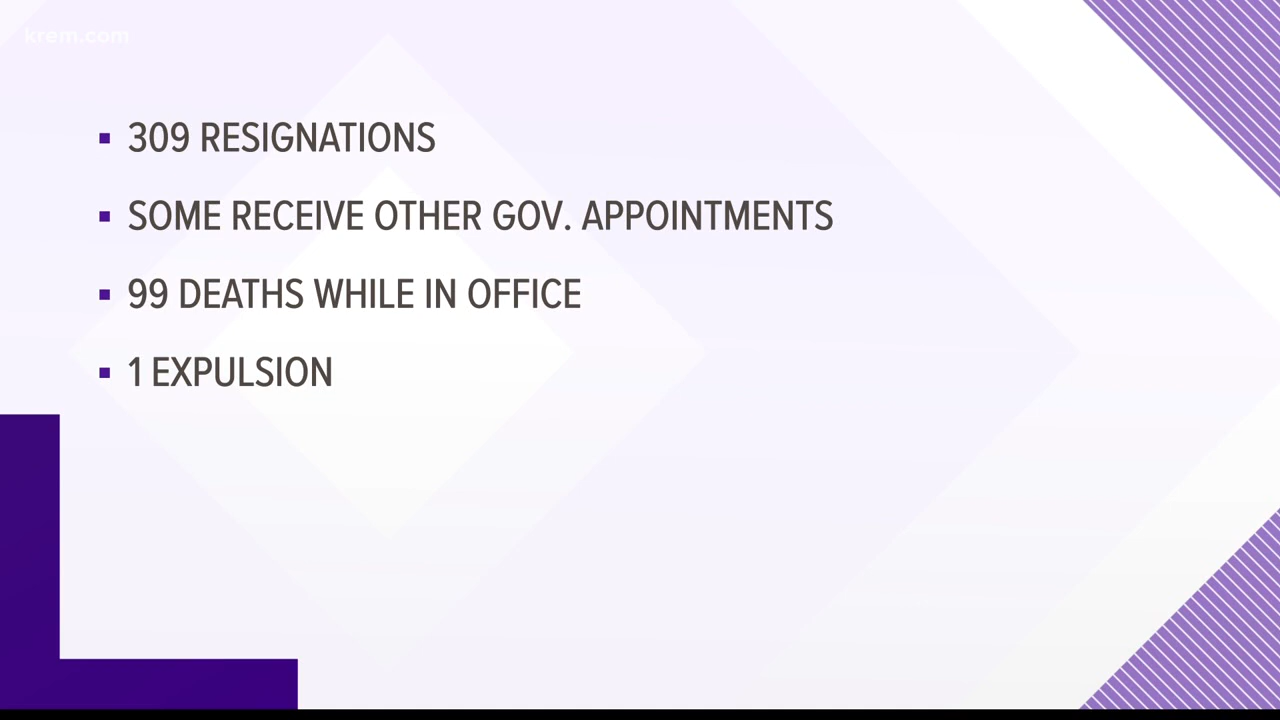 krem.com
309 RESIGNATIONS
SOME RECEIVE OTHER GOV. APPOINTMENTS
99 DEATHS WHILE IN OFFICE
1 EXPULSION